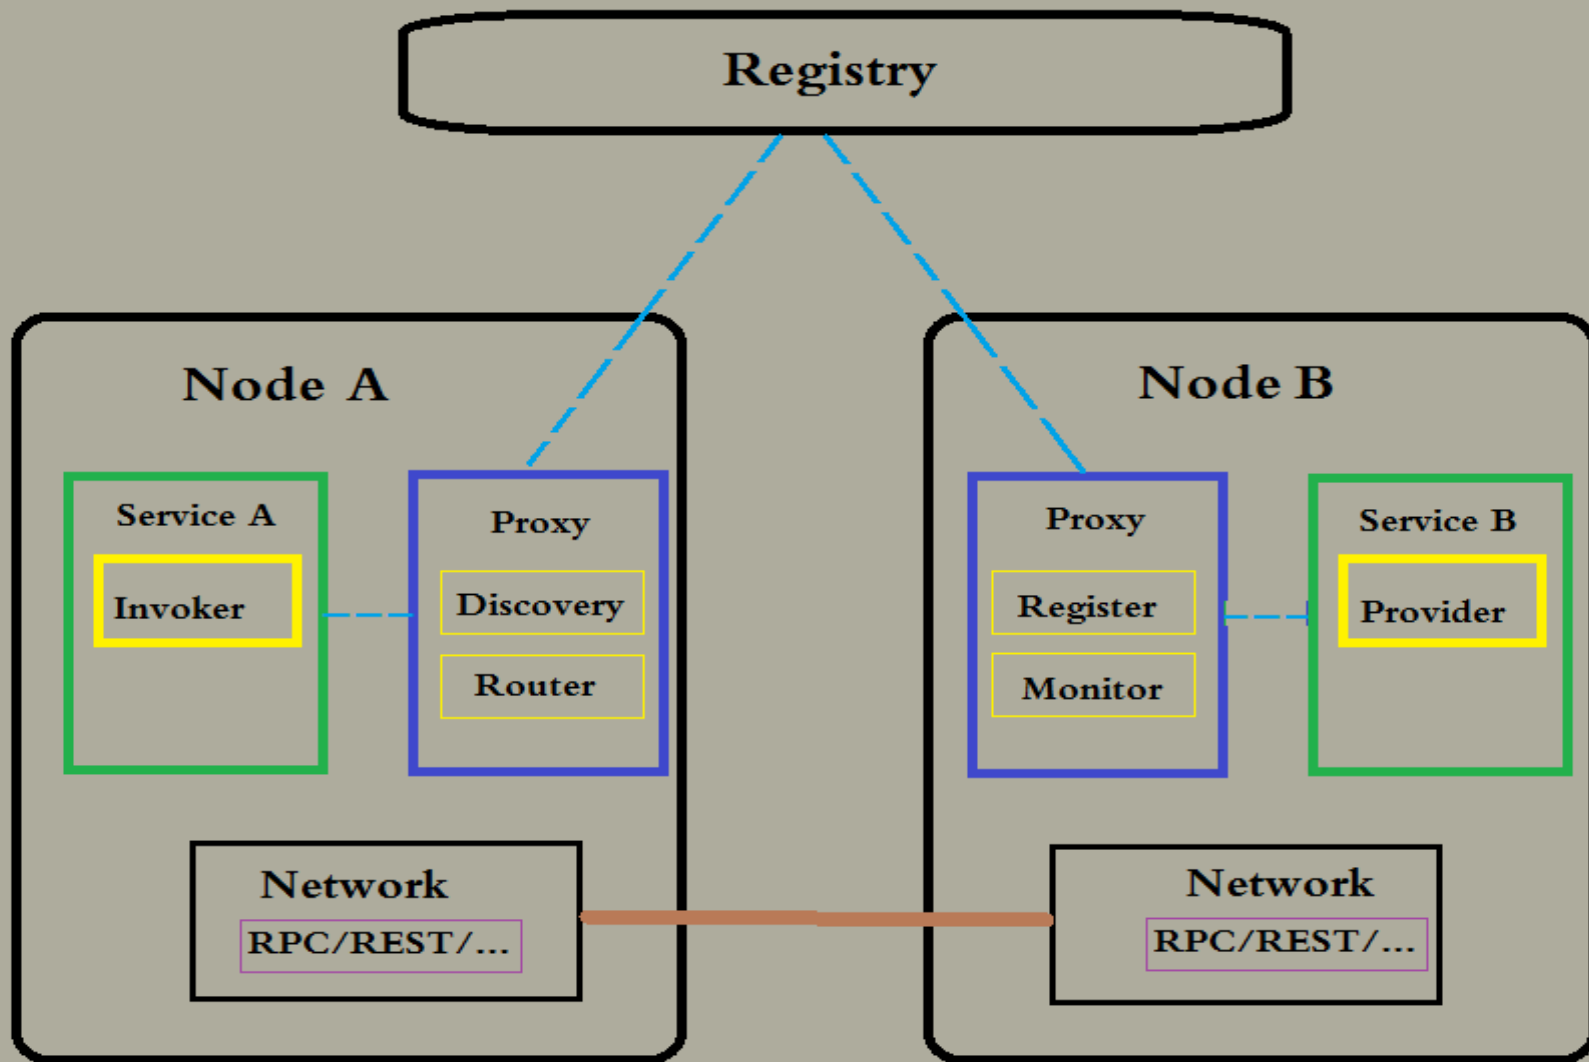 Registry
Node A
Service A
Invoker
Proxy
Discovery
Router
Network
RPC/REST/...
Node B
Proxy
Register
Monitor
Service B
Provider
Network
RPC/REST/...